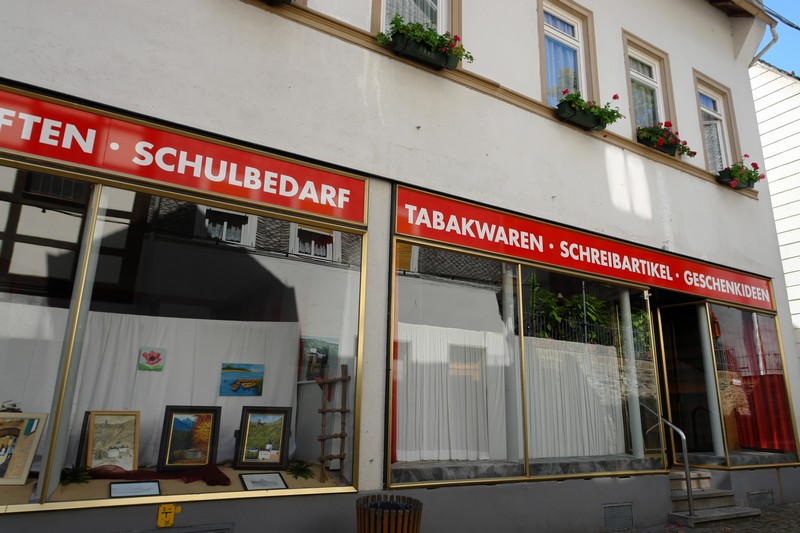 FTEN · SCHULBEDARF
TABAKWAREN · SCHREIBARTIKEL · GESCHENKIDEEN